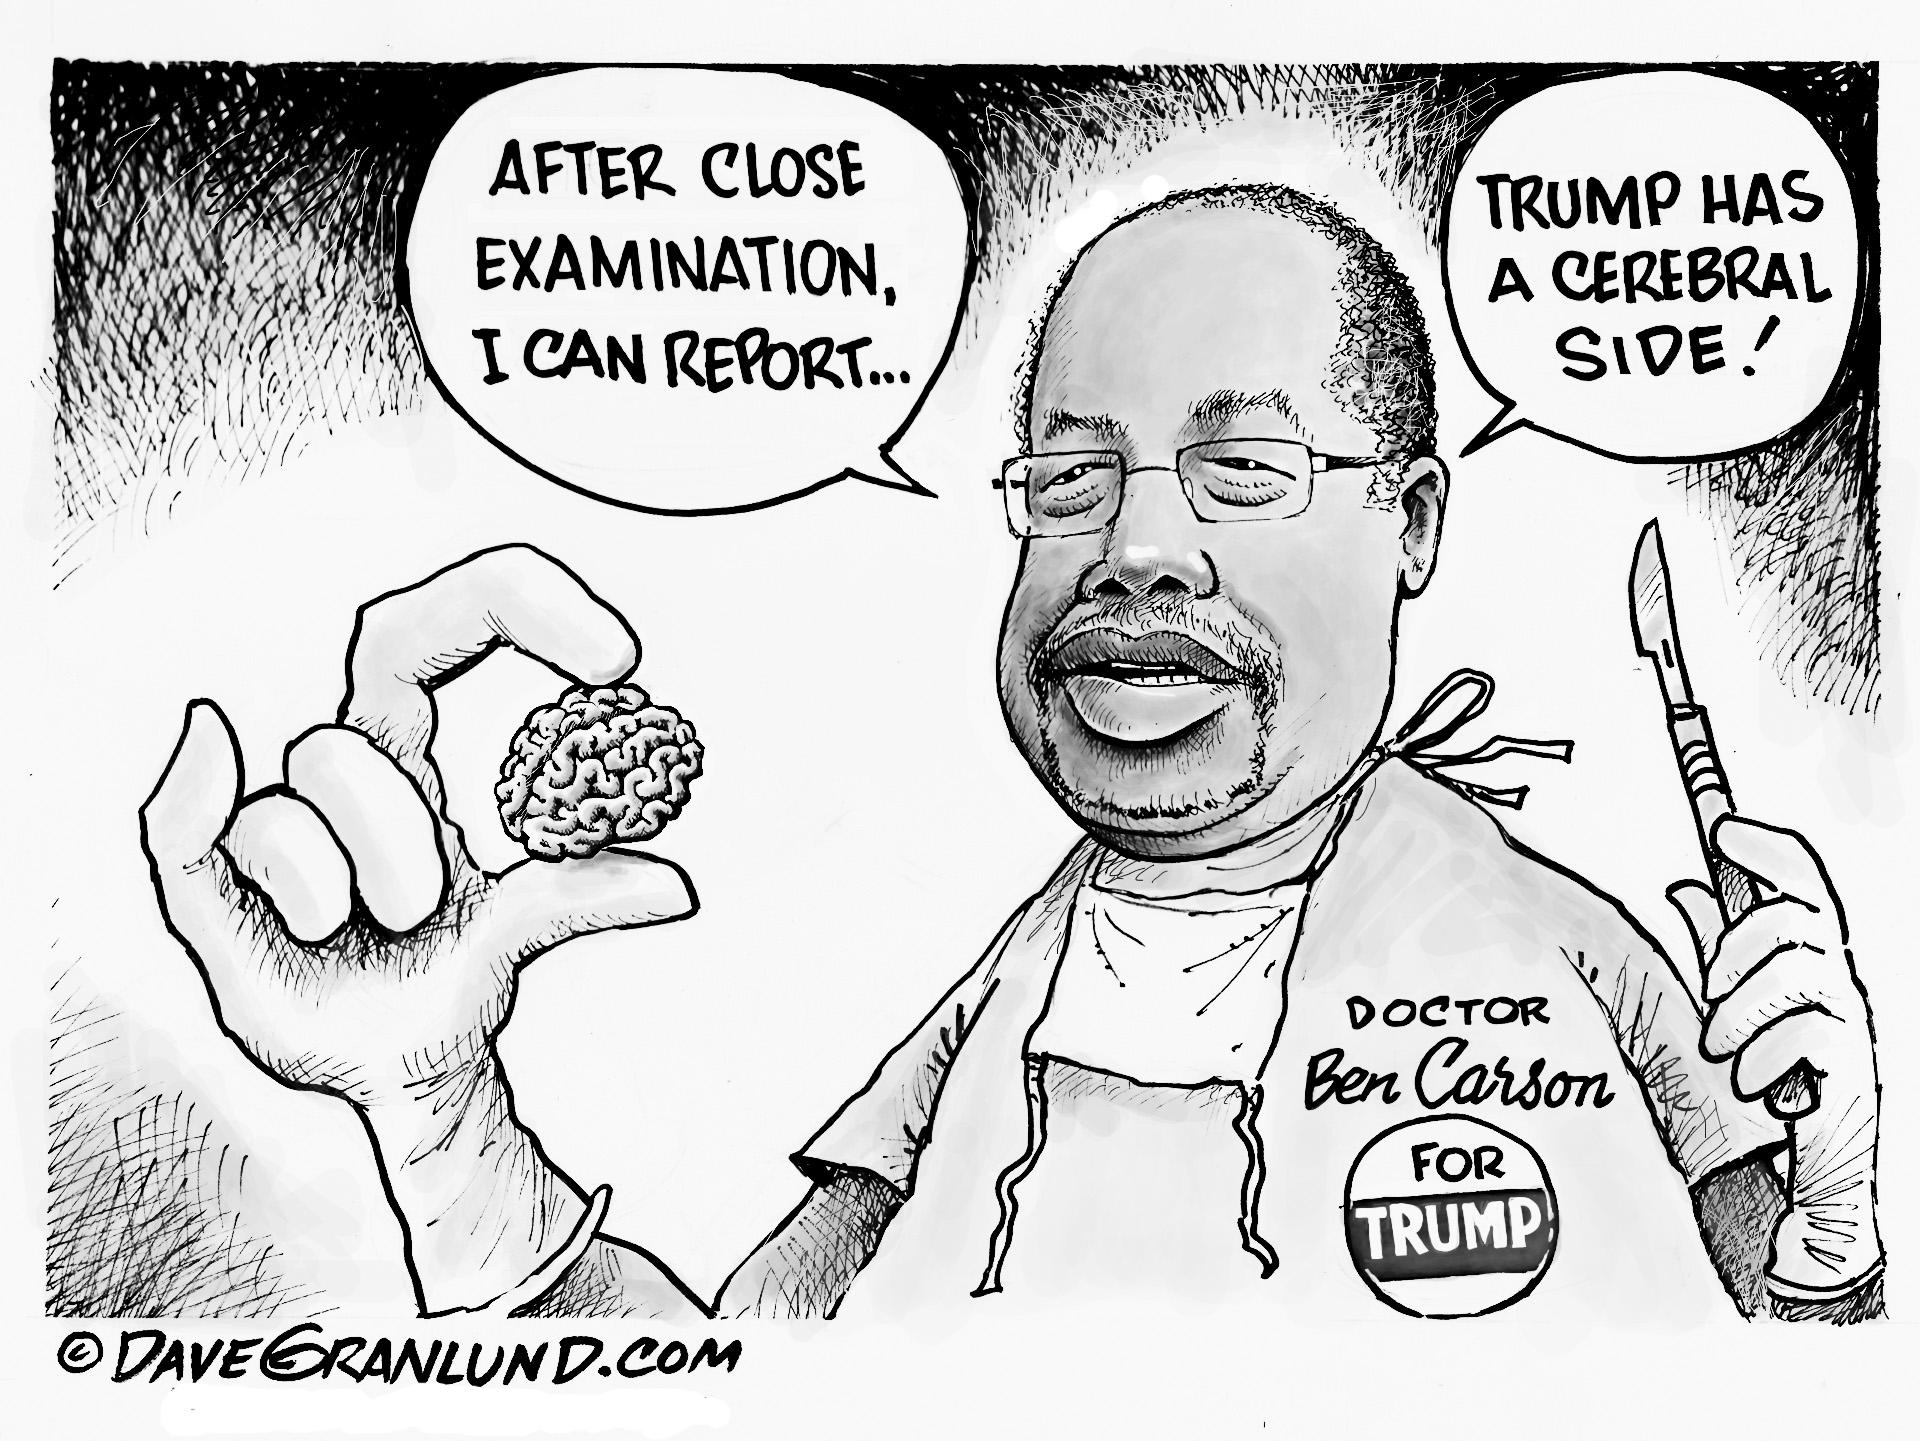 AFTER CLOSE
EXAMINATION,
I CAN REPORT...
TRUMP HAS
A CEREBRAL
SIDE!
DOCTOR
Ben Carson
FOR
TRUMP
© DAVEGRANLUND.COM